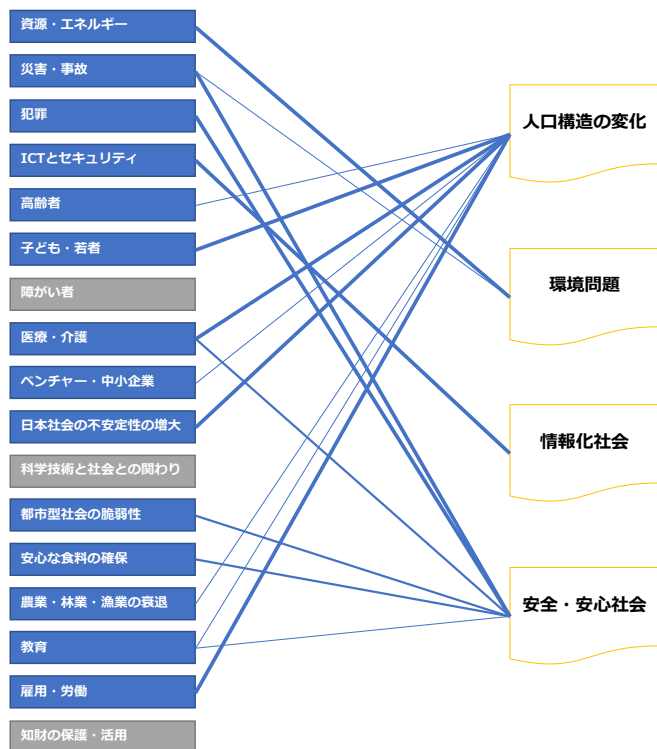 資源・エネルギー
災害・事故
犯罪
ICTとセキュリティ
高齢者
子ども・若者
障がい者
医療・介護
ベンチャー・中小企業
日本社会の不安定性の増大
科学技術と社会との関わり
都市型社会の脆弱性
安心な食料の確保
農業・林業・漁業の衰退
教育
雇用・労働
知財の保護・活用
人口構造の変化
環境問題
情報化社会
安全・安心社会